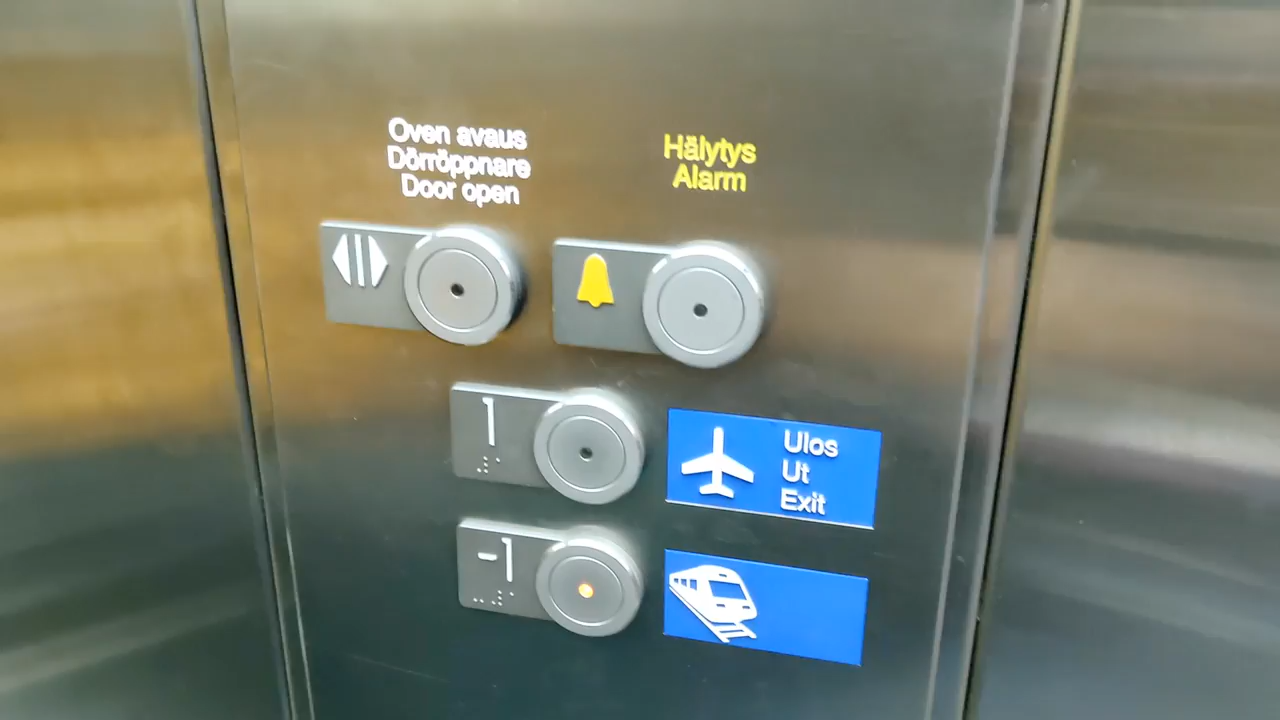 Oven avaus
Dörröppnare
Door open
Hälytys
Alarm
1
Ulos
Ut
Exit
-1